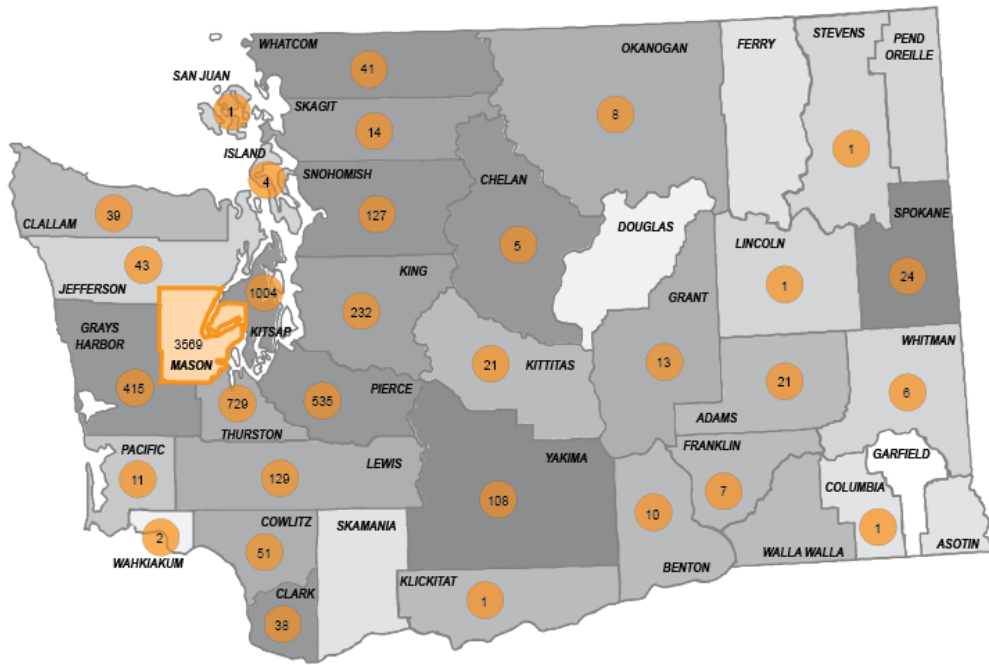 WHATCOM
41
OKANOGAN
8
FERRY
STEVENS
1
PEND
OREILLE
SAN JUAN
1
SKAGIT
14
ISLAND
4
SNOHOMISH
127
CHELAN
5
DOUGLAS
LINCOLN
1
SPOKANE
24
CLALLAM
39
JEFFERSON
43
KITSAP
1004
KING
232
GRANT
13
GRAYS
HARBOR
415
3569
MASON
KITTITAS
21
ADAMS
21
WHITMAN
6
THURSTON
729
PIERCE
535
PACIFIC
11
LEWIS
129
YAKIMA
108
FRANKLIN
7
GARFIELD
COLUMBIA
1
BENTON
10
WALLA WALLA
ASOTIN
WAHKIAKUM
2
COWLITZ
51
SKAMANIA
KLICKITAT
1
CLARK
38